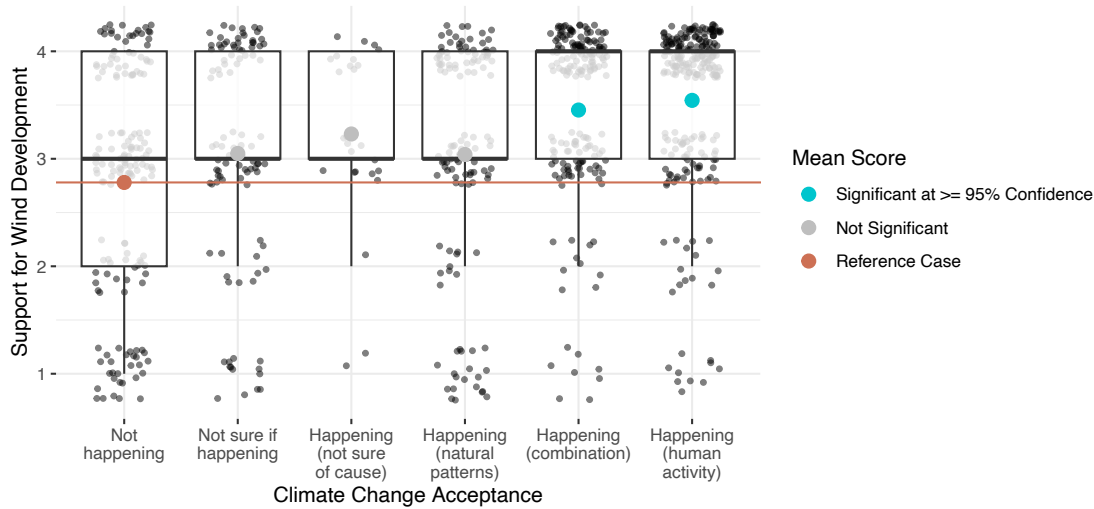 Support for Wind Development
4
3
2
1
Not
happening
Not sure if
happening
Happening
(not sure
of cause)
Happening
(natural
patterns)
Happening
(combination)
Happening
(human
activity)
Climate Change Acceptance
Mean Score
Significant at >= 95% Confidence
Not Significant
Reference Case